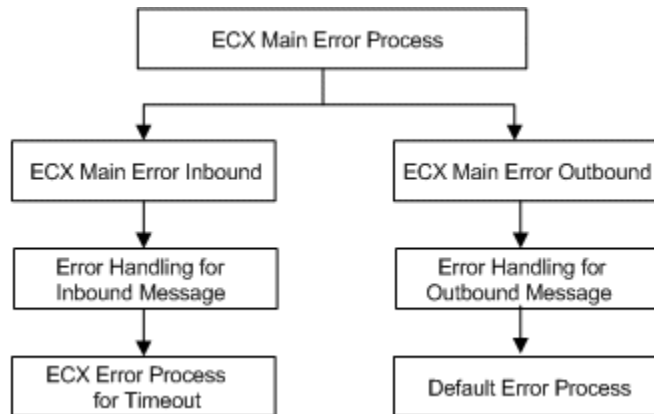 ECX Main Error Process
ECX Main Error Inbound
ECX Main Error Outbound
Error Handling for
Inbound Message
Error Handling for
Outbound Message
ECX Error Process
for Timeout
Default Error Process